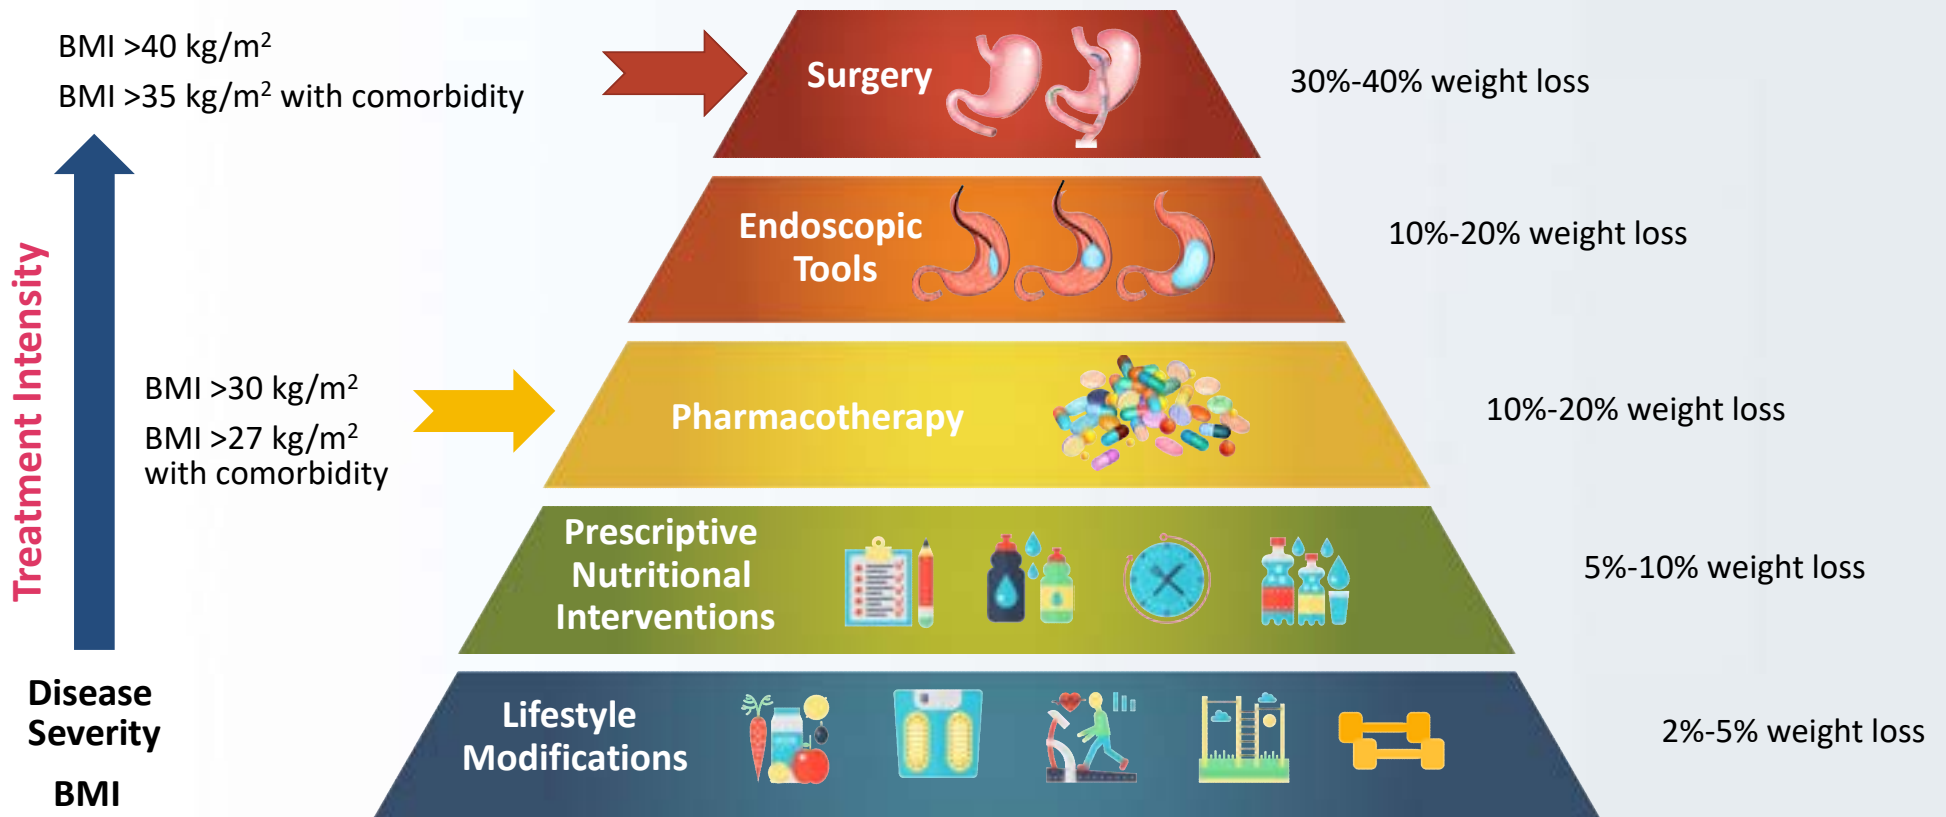 BMI >40 kg/m²
BMI >35 kg/m² with comorbidity
Surgery
30%-40% weight loss
Endoscopic
Tools
10%-20% weight loss
Treatment Intensity
BMI >30 kg/m²
BMI >27 kg/m²
with comorbidity
Pharmacotherapy
10%-20% weight loss
Prescriptive
Nutritional
Interventions
5%-10% weight loss
Disease
Severity
BMI
Lifestyle
Modifications
2%-5% weight loss